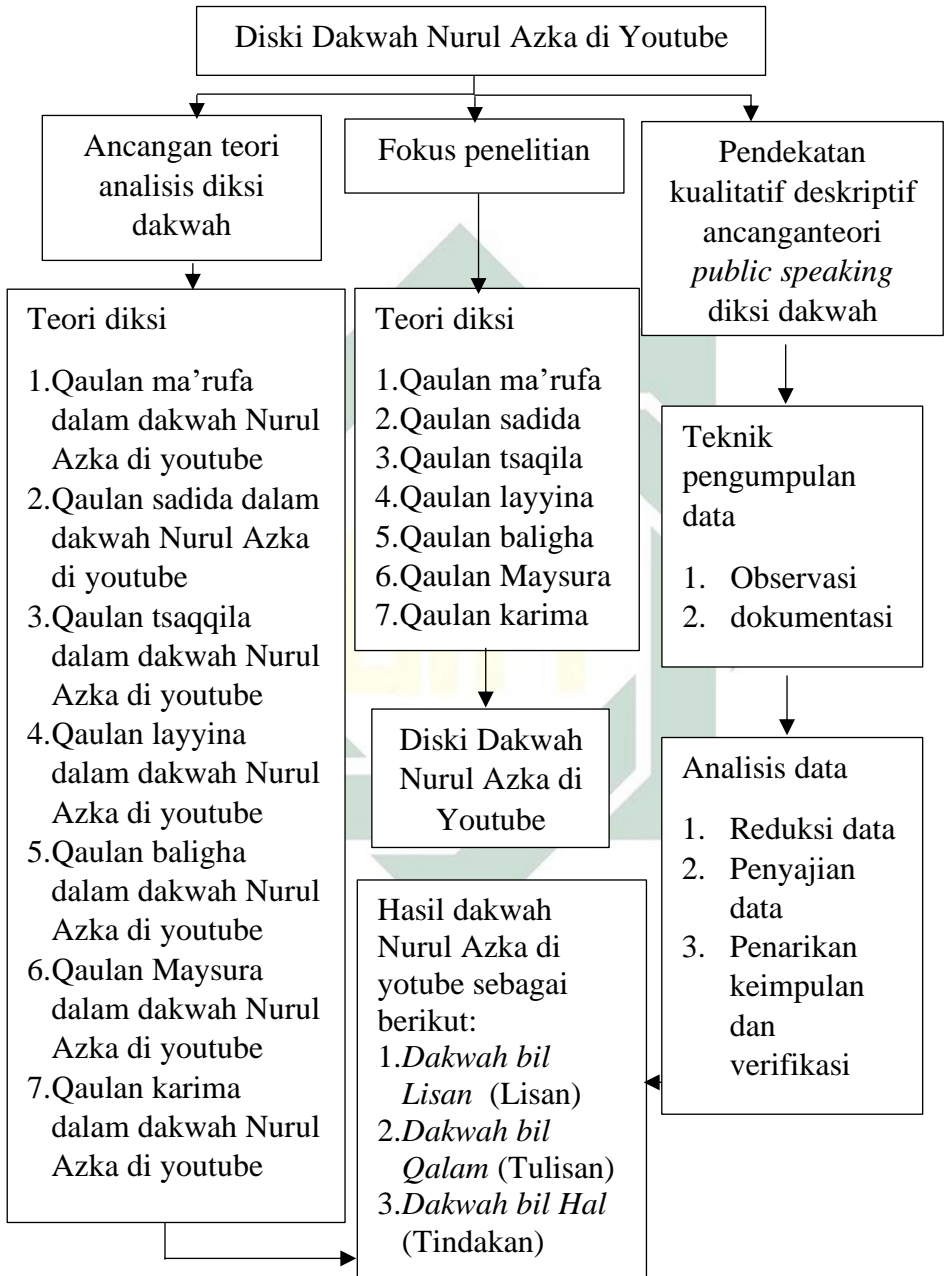 Diski Dakwah Nurul Azka di Youtube
Ancangan teori
analisis diksi
dakwah
Fokus penelitian
Pendekatan
kualitatif deskriptif
ancanganteori
public speaking
diksi dakwah
Teori diksi
1.Qaulan ma’rufa
dalam dakwah Nurul
Azka di youtube
2.Qaulan sadida dalam
dakwah Nurul Azka
di youtube
3.Qaulan tsaqqila
dalam dakwah Nurul
Azka di youtube
4.Qaulan layyina
dalam dakwah Nurul
Azka di youtube
5.Qaulan baligha
dalam dakwah Nurul
Azka di youtube
6.Qaulan Maysura
dalam dakwah Nurul
Azka di youtube
7.Qaulan karima
dalam dakwah Nurul
Azka di youtube
Teori diksi
1.Qaulan ma’rufa
2.Qaulan sadida
3.Qaulan tsaqila
4.Qaulan layyina
5.Qaulan baligha
6.Qaulan Maysura
7.Qaulan karima
Diski Dakwah
Nurul Azka di
Youtube
Teknik
pengumpulan
data
1. Observasi
2. dokumentasi
Analisis data
1. Reduksi data
2. Penyajian
data
3. Penarikan
keimpulan
dan
verifikasi
Hasil dakwah
Nurul Azka di
yotube sebagai
berikut:
1.Dakwah bil
Lisan (Lisan)
2.Dakwah bil
Qalam (Tulisan)
3.Dakwah bil Hal
(Tindakan)